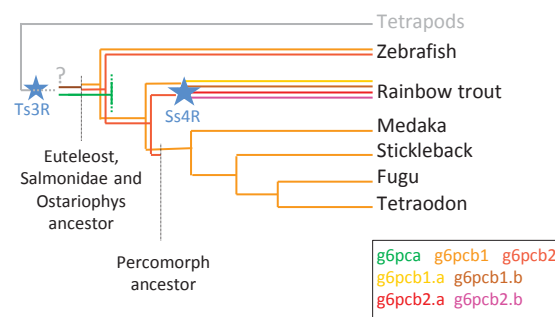 Tetrapods
Zebrafish
?
Rainbow trout
Ts3R
Ss4R
Medaka
Euteleost,
Salmonidae and
Ostariophys
ancestor
Stickleback
Fugu
Tetraodon
Percomorph
ancestor
g6pca g6pcb1 g6pcb2
g6pcb1.a g6pcb1.b
g6pcb2.a g6pcb2.b